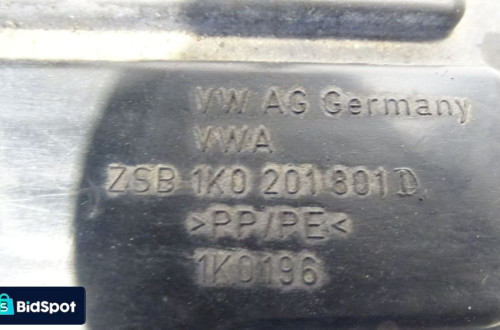 VW AG Germany
VWA
ZSB 1K0 201 801 D
>PP/PE<
1K0196
BidSpot